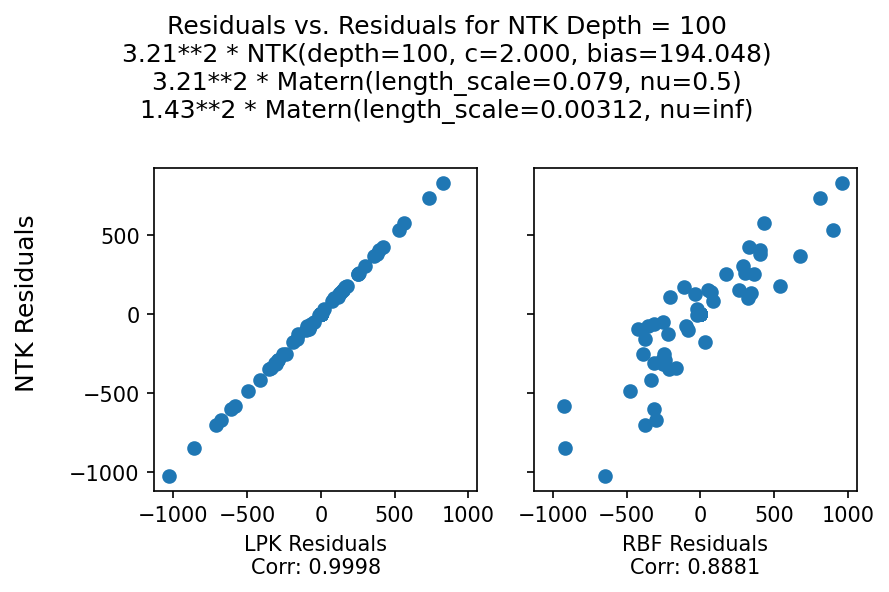 Residuals vs. Residuals for NTK Depth = 100
3.21**2 * NTK(depth=100, c=2.000, bias=194.048)
3.21**2 * Matern(length_scale=0.079, nu=0.5)
1.43**2 * Matern(length_scale=0.00312, nu=inf)
NTK Residuals
500
0
−500
−1000
−1000 −500 0 500 1000
LPK Residuals
Corr: 0.9998
−1000 −500 0 500 1000
RBF Residuals
Corr: 0.8881